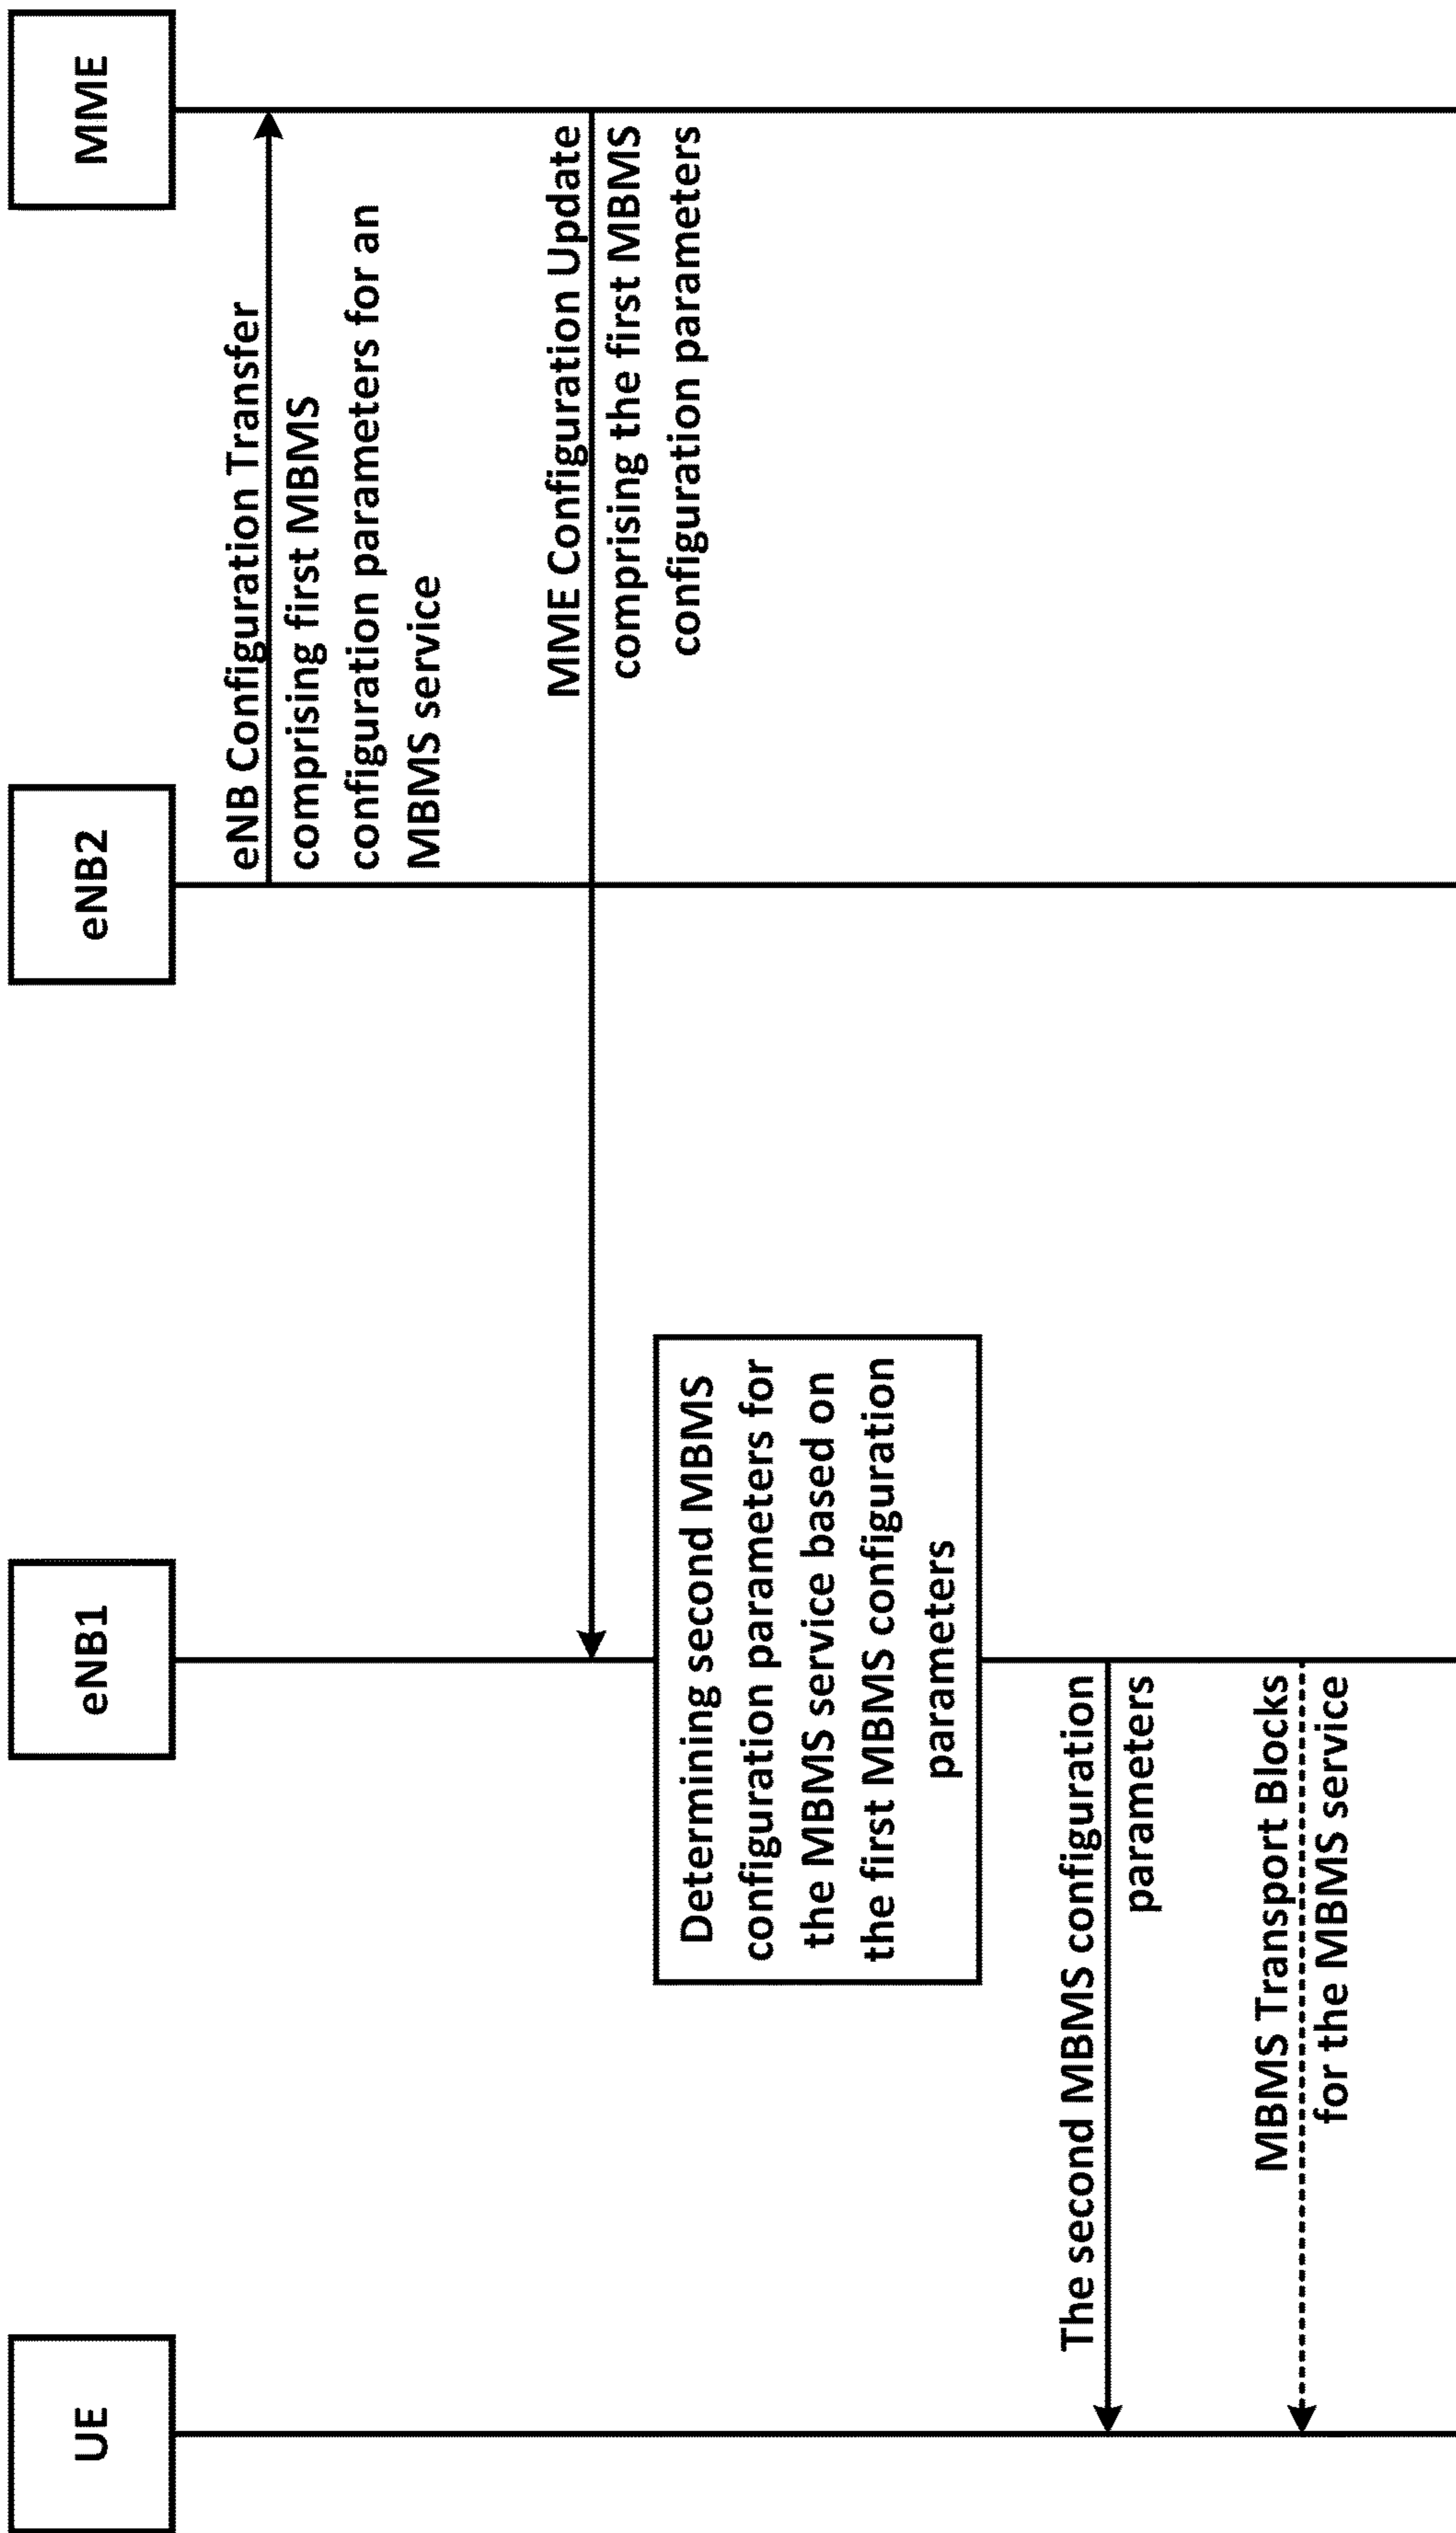 UE
eNB1
eNB2
MME
eNB Configuration Transfer
comprising first MBMS
configuration parameters for an
MBMS service
MME Configuration Update
comprising the first MBMS
configuration parameters
Determining second MBMS
configuration parameters for
the MBMS service based on
the first MBMS configuration
parameters
The second MBMS configuration
parameters
MBMS Transport Blocks
for the MBMS service